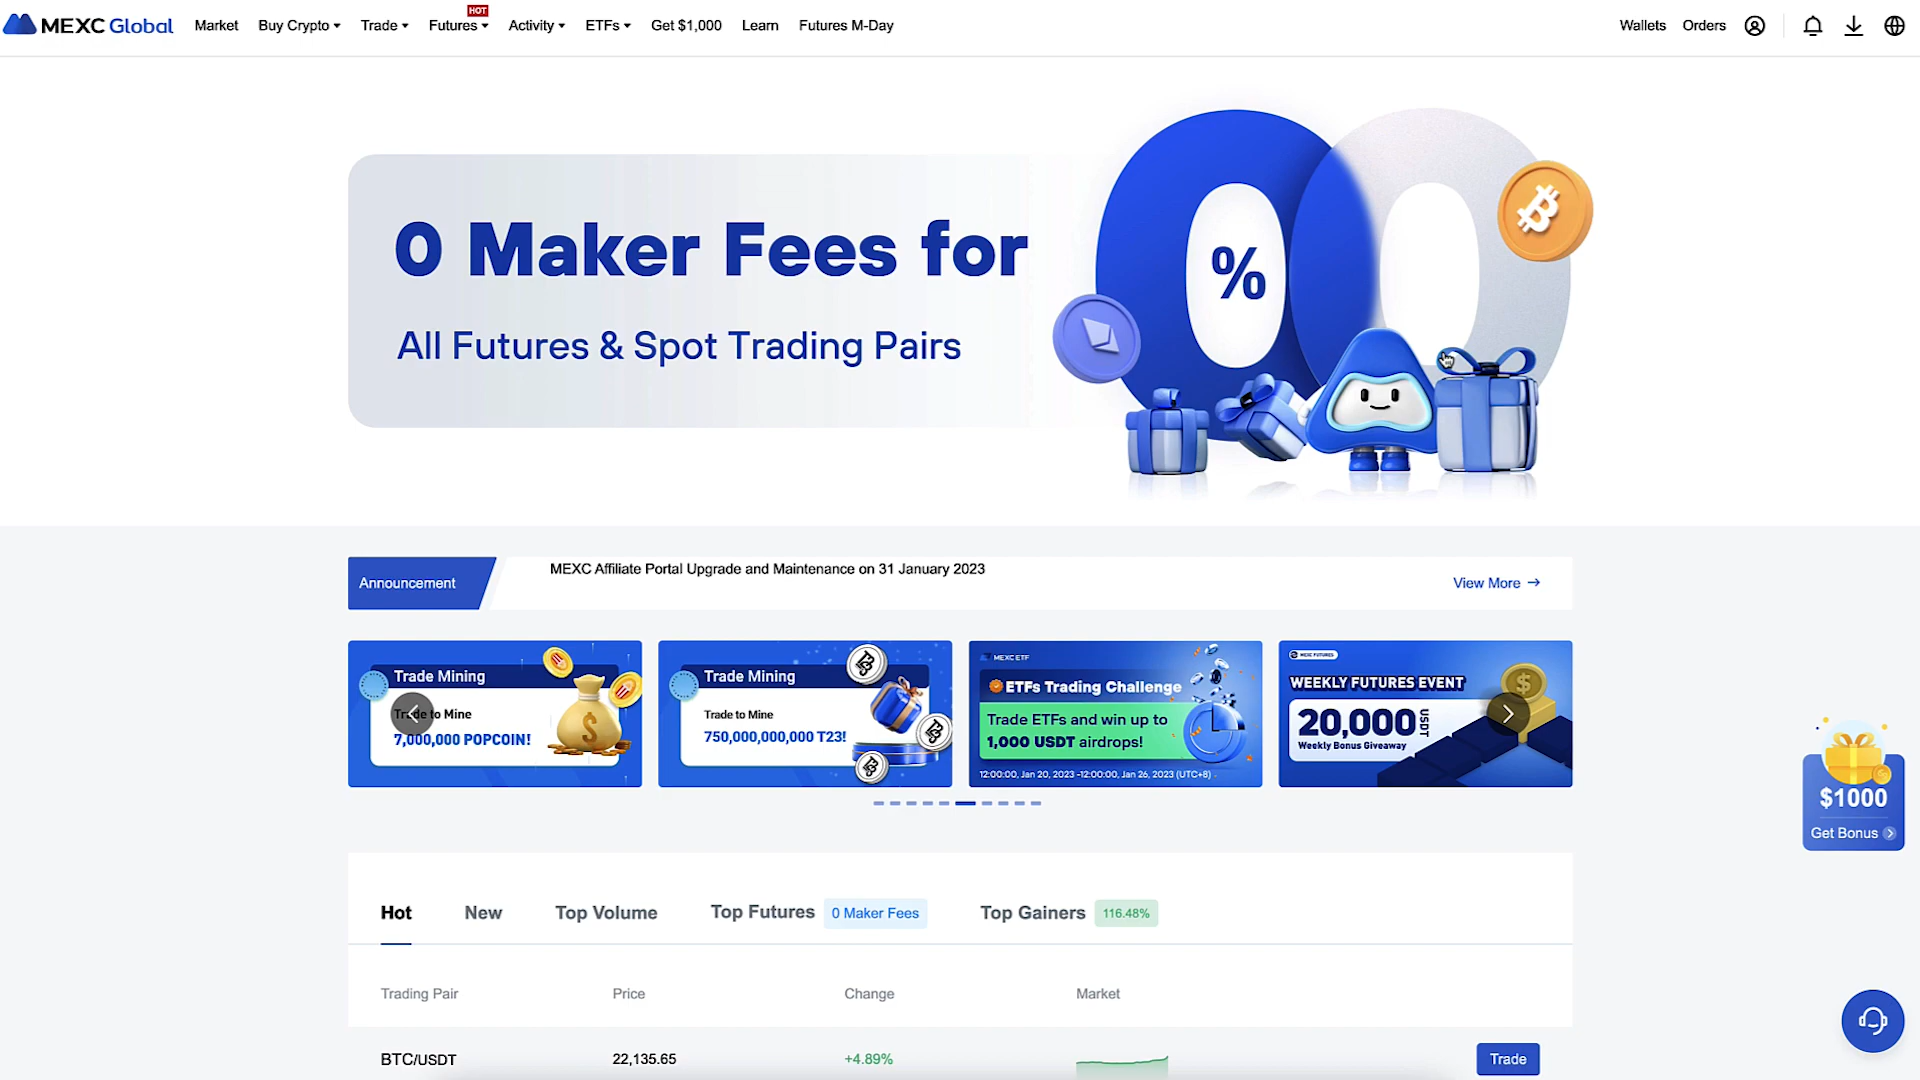 MEXC Global
Market
Buy Crypto
Trade
Futures
HOT
Activity
ETFs
Get $1,000
Learn
Futures M-Day
Wallets
Orders
0 Maker Fees for
All Futures & Spot Trading Pairs
%
Announcement
MEXC Affiliate Portal Upgrade and Maintenance on 31 January 2023
View More
Trade Mining
Trade to Mine
7,000,000 POPCOIN!
Trade Mining
Trade to Mine
750,000,000,000 T23!
MEXC ETF
ETFs Trading Challenge
Trade ETFs and win up to
1,000 USDT airdrops!
12:00:00, Jan 20, 2023 -12:00:00, Jan 26, 2023 (UTC+8)
MEXC FUTURES
WEEKLY FUTURES EVENT
20,000 USDT
Weekly Bonus Giveaway
$1000
Get Bonus
Hot
New
Top Volume
Top Futures
0 Maker Fees
Top Gainers
116.48%
Trading Pair
Price
Change
Market
BTC/USDT
22,135.65
+4.89%
Trade